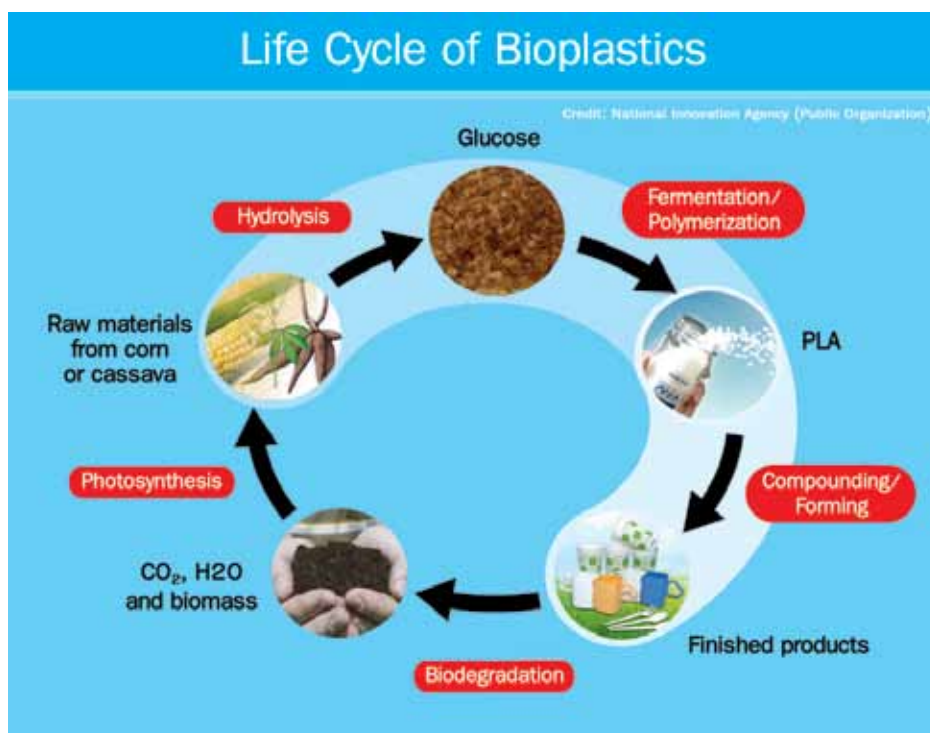 Life Cycle of Bioplastics
Credit: National Innovation Agency (Public Organization)
Glucose
Hydrolysis
Fermentation/
Polymerization
Raw materials
from corn
or cassava
PLA
Photosynthesis
Compounding/
Forming
CO₂, H2O
and biomass
Finished products
Biodegradation